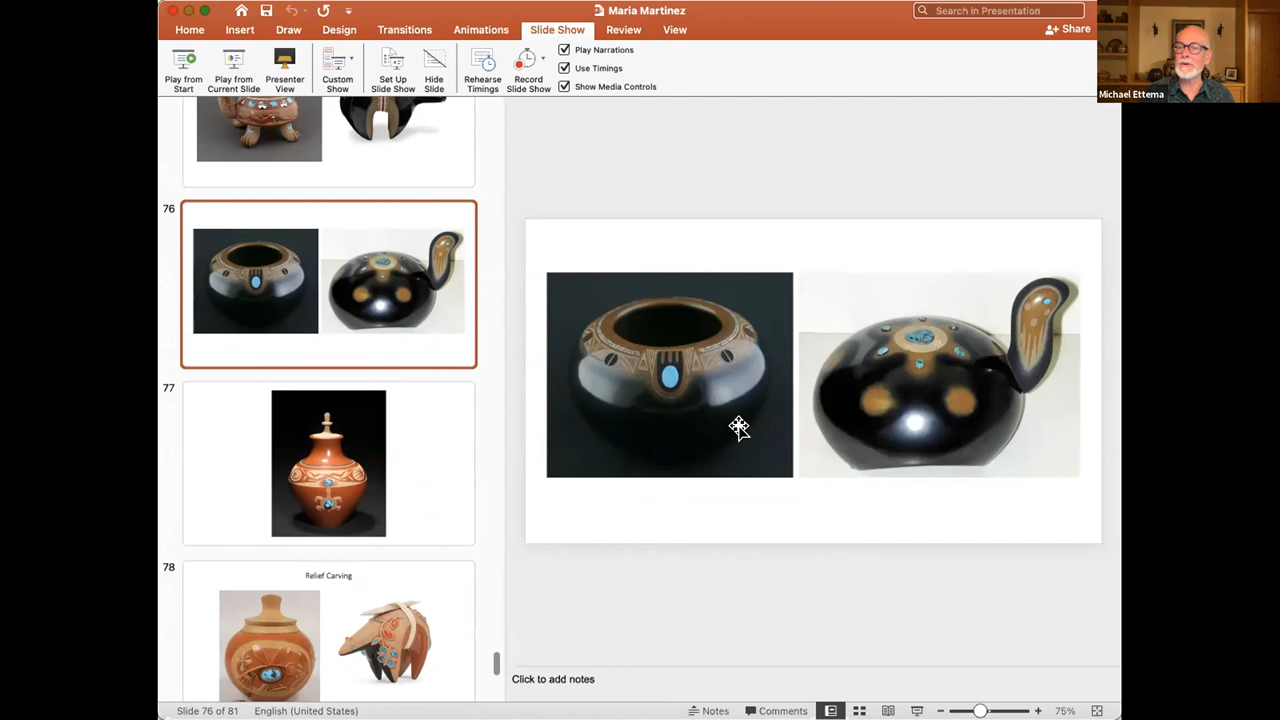 Maria Martinez
Search in Presentation
Home Insert Draw Design Transitions Animations Slide Show Review View
Share
Play from Start
Play from Current Slide
Presenter View
Custom Show
Set Up Slide Show
Hide Slide
Rehearse Timings
Record Slide Show
Play Narrations
Use Timings
Show Media Controls
Michael Ettema
76
77
78
Relief Carving
Click to add notes
Slide 76 of 81 English (United States) Notes Comments 75%